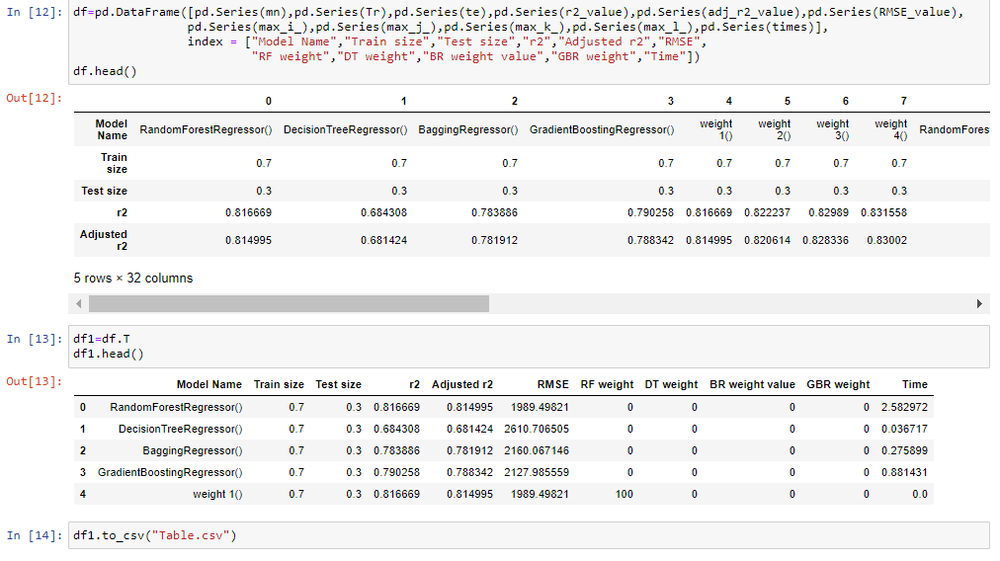 In [12]: df=pd.DataFrame([pd.Series(mn),pd.Series(Tr),pd.Series(te),pd.Series(r2_value),pd.Series(adj_r2_value),pd.Series(RMSE_value),
pd.Series(max_i_),pd.Series(max_j_),pd.Series(max_k_),pd.Series(max_l_),pd.Series(times)],
index = ["Model Name","Train size","Test size","r2","Adjusted r2","RMSE",
"RF weight","DT weight","BR weight value","GBR weight","Time"])
df.head()
Out[12]: 0 1 2 3 4 5 6 7
Model Name RandomForestRegressor() DecisionTreeRegressor() BaggingRegressor() GradientBoostingRegressor() weight 1() weight 2() weight 3() weight 4() RandomForest
Train size 0.7 0.7 0.7 0.7 0.7 0.7 0.7 0.7
Test size 0.3 0.3 0.3 0.3 0.3 0.3 0.3 0.3
r2 0.816669 0.684308 0.783886 0.790258 0.816669 0.822237 0.82989 0.831558
Adjusted r2 0.814995 0.681424 0.781912 0.788342 0.814995 0.820614 0.828336 0.83002
5 rows × 32 columns
In [13]: df1=df.T
df1.head()
Out[13]: Model Name Train size Test size r2 Adjusted r2 RMSE RF weight DT weight BR weight value GBR weight Time
0 RandomForestRegressor() 0.7 0.3 0.816669 0.814995 1989.49821 0 0 0 0 2.582972
1 DecisionTreeRegressor() 0.7 0.3 0.684308 0.681424 2610.706505 0 0 0 0 0.036717
2 BaggingRegressor() 0.7 0.3 0.783886 0.781912 2160.067146 0 0 0 0 0.275899
3 GradientBoostingRegressor() 0.7 0.3 0.790258 0.788342 2127.985559 0 0 0 0 0.881431
4 weight 1() 0.7 0.3 0.816669 0.814995 1989.49821 100 0 0 0 0.0
In [14]: df1.to_csv("Table.csv")